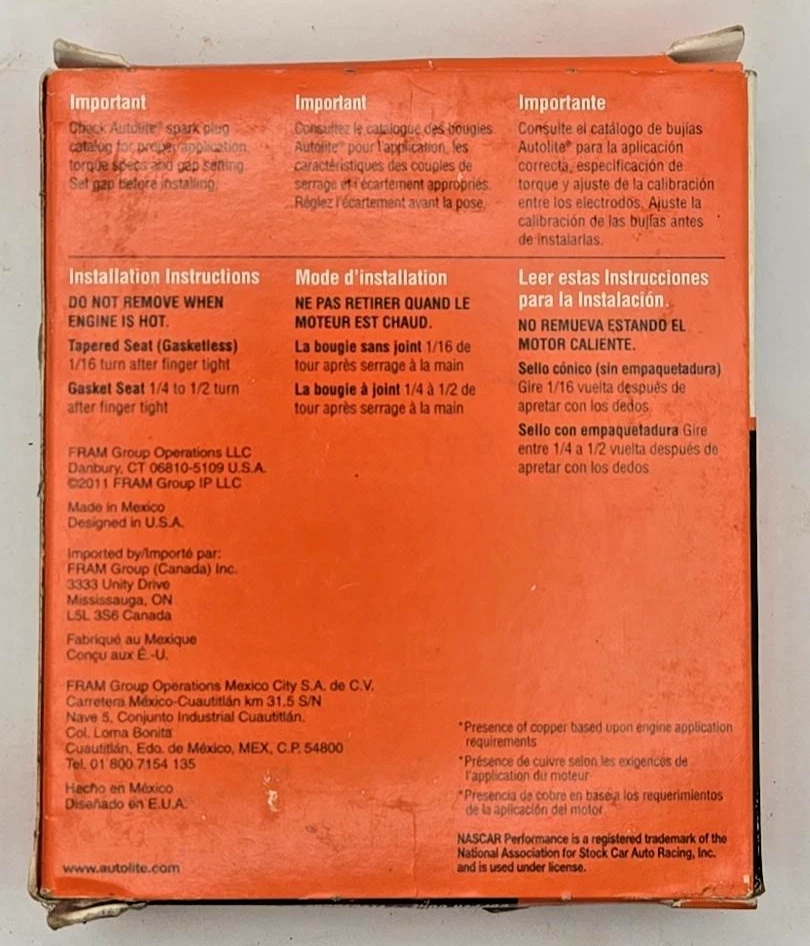 Important
Check Autolite® spark plug
catalog for proper application,
torque specs and gap setting.
Set gap before installing.
Important
Consultez le catalogue des bougies
Autolite® pour l'application, les
caractéristiques des couples de
serrage et l'écartement appropriés.
Réglez l'écartement avant la pose.
Importante
Consulte el catálogo de bujías
Autolite® para la aplicación
correcta, especificación de
torque y ajuste de la calibración
entre los electrodos. Ajuste la
calibración de las bujías antes
de instalarlas.
Installation Instructions
DO NOT REMOVE WHEN
ENGINE IS HOT.
Tapered Seat (Gasketless)
1/16 turn after finger tight
Gasket Seat 1/4 to 1/2 turn
after finger tight
Mode d'installation
NE PAS RETIRER QUAND LE
MOTEUR EST CHAUD.
La bougie sans joint 1/16 de
tour après serrage à la main
La bougie à joint 1/4 à 1/2 de
tour après serrage à la main
Leer estas Instrucciones
para la Instalación.
NO REMUEVA ESTANDO EL
MOTOR CALIENTE.
Sello cónico (sin empaquetadura)
Gire 1/16 vuelta después de
apretar con los dedos
Sello con empaquetadura Gire
entre 1/4 a 1/2 vuelta después de
apretar con los dedos
FRAM Group Operations LLC
Danbury, CT 06810-5109 U.S.A.
©2011 FRAM Group IP LLC
Made in Mexico
Designed in U.S.A.
Imported by/Importé par:
FRAM Group (Canada) Inc.
3333 Unity Drive
Mississauga, ON
L5L 3S6 Canada
Fabriqué au Mexique
Conçu aux É.-U.
FRAM Group Operations Mexico City S.A. de C.V.
Carretera México-Cuautitlán km 31.5 S/N
Nave 5, Conjunto Industrial Cuautitlán.
Col. Loma Bonita
Cuautitlán, Edo. de México, MEX, C.P. 54800
Tel. 01 800 7154 135
Hecho en México
Diseñado en E.U.A.
www.autolite.com
*Presence of copper based upon engine application
requirements
*Présence de cuivre selon les exigences de
l'application du moteur
*Presencia de cobre en base a los requerimientos
de la aplicación del motor
NASCAR Performance is a registered trademark of the
National Association for Stock Car Auto Racing, Inc.
and is used under license.